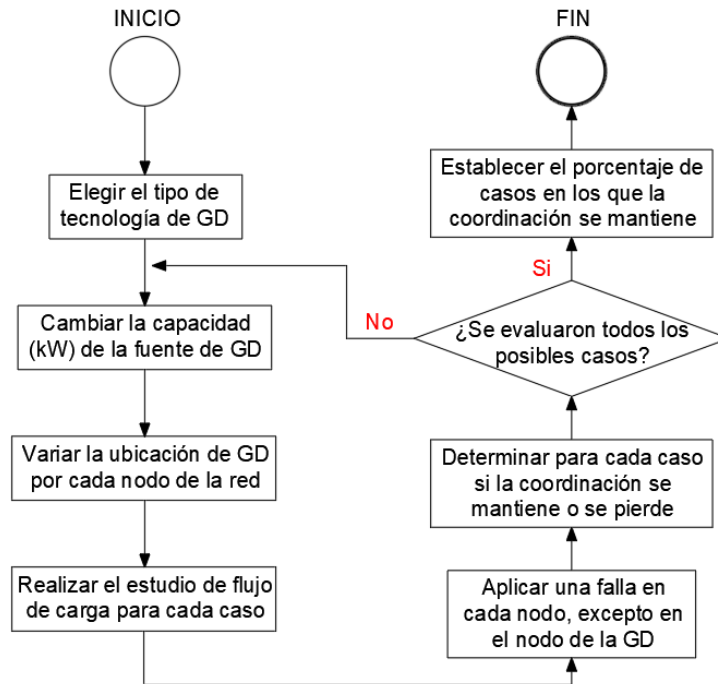 INICIO
Elegir el tipo de
tecnología de GD
Cambiar la capacidad
(kW) de la fuente de GD
Variar la ubicación de GD
por cada nodo de la red
Realizar el estudio de flujo
de carga para cada caso
Aplicar una falla en
cada nodo, excepto en
el nodo de la GD
Determinar para cada caso
si la coordinación se
mantiene o se pierde
¿Se evaluaron todos los
posibles casos?
No
Si
Establecer el porcentaje de
casos en los que la
coordinación se mantiene
FIN